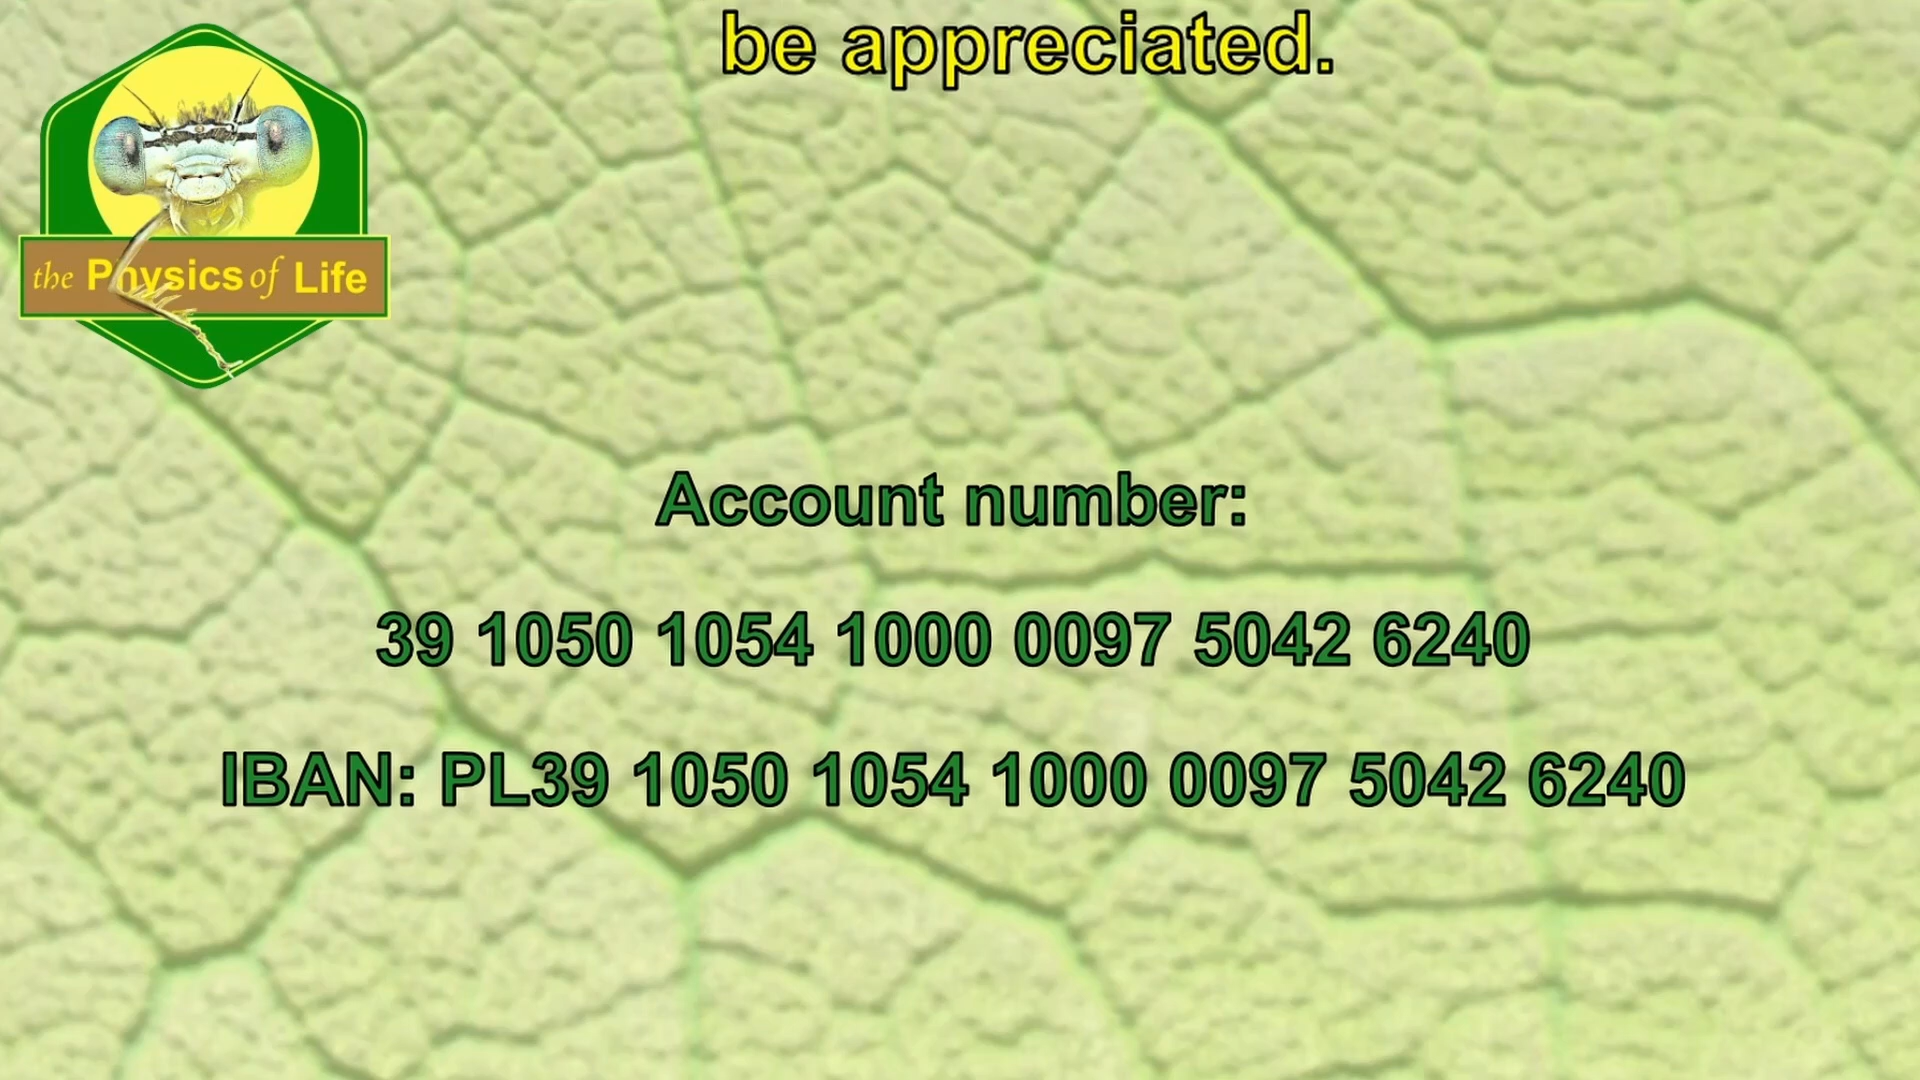 be appreciated.
the Physics of Life
Account number:
39 1050 1054 1000 0097 5042 6240
IBAN: PL39 1050 1054 1000 0097 5042 6240